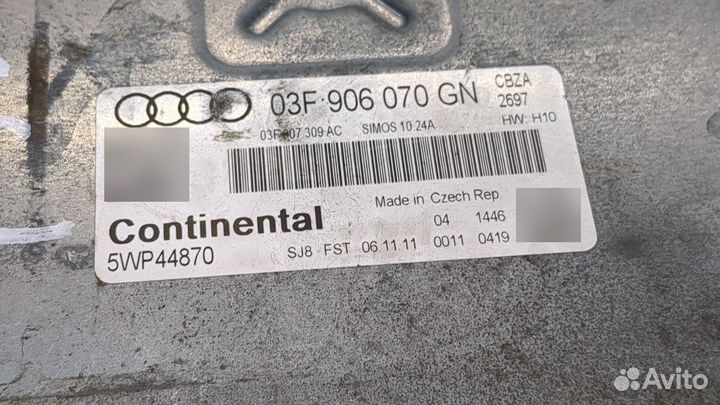 03F 906 070 GN CBZA
2697
03F 907 309 AC SIMOS 10.24A HW: H10
Made in Czech Rep.
Continental 04 1446
5WP44870 SJ8 FST 06.11.11 0011 0419
Avito